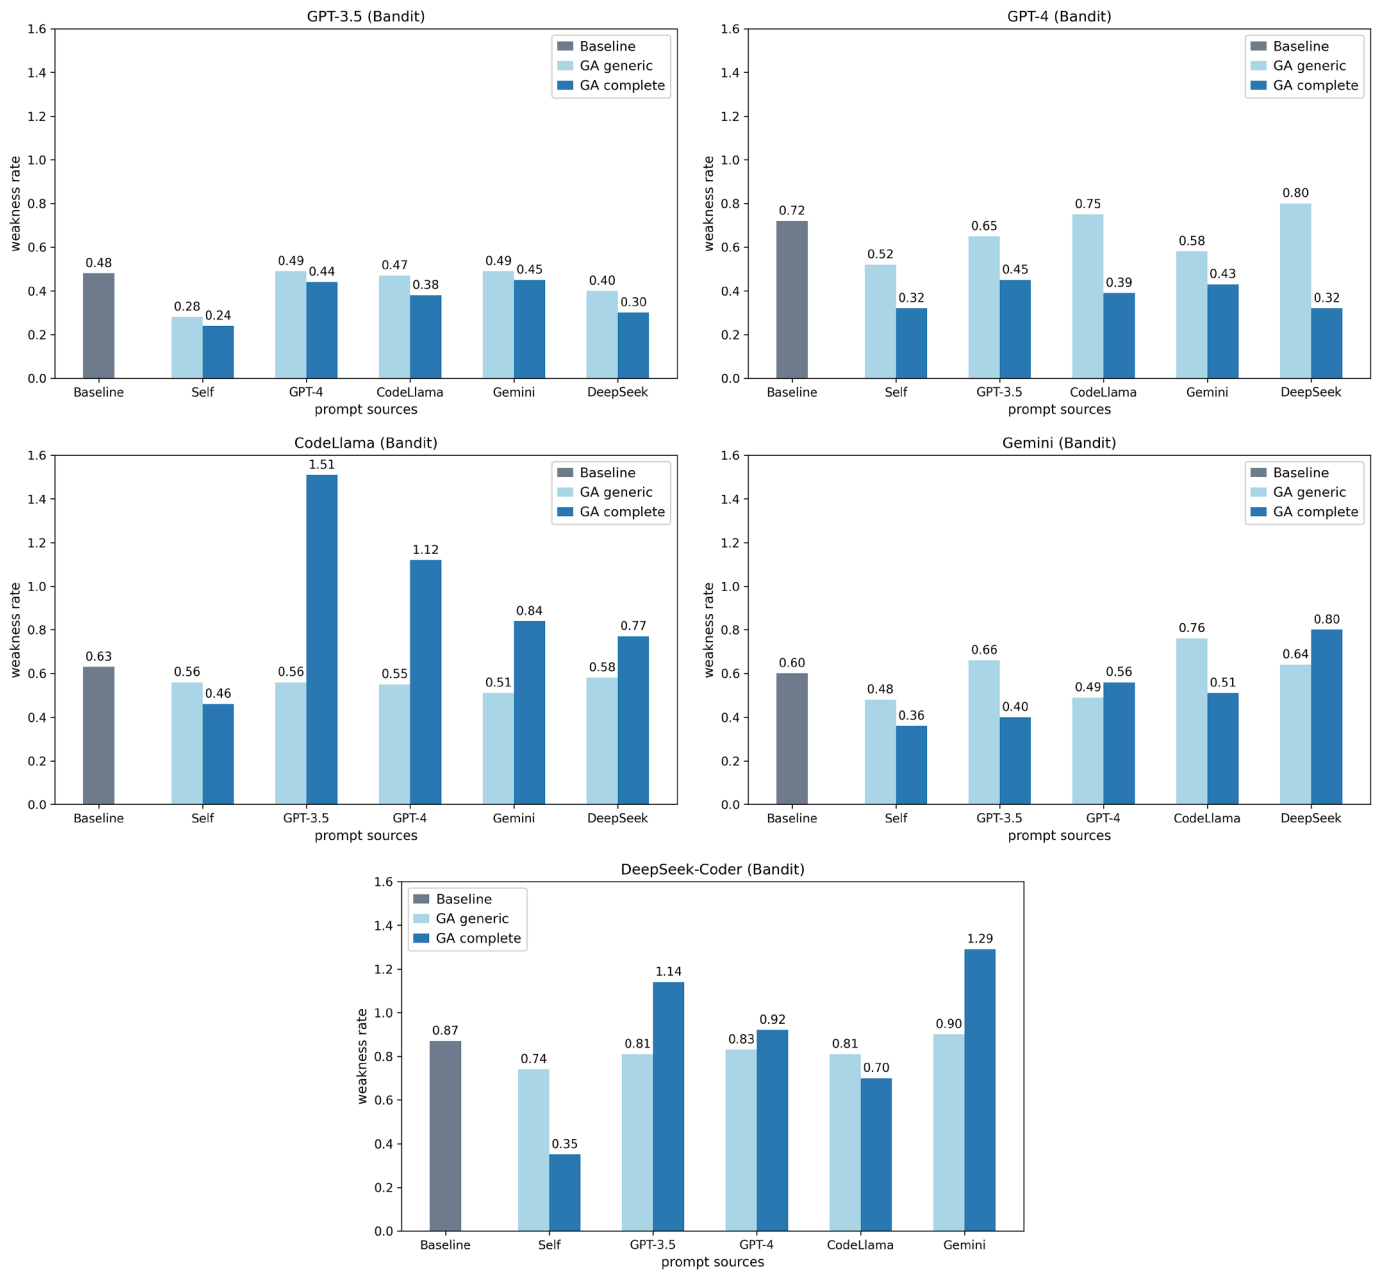 GPT-3.5 (Bandit)
1.6
1.4
1.2
1.0
0.8
0.6
0.4
0.2
0.0
weakness rate
Baseline
GA generic
GA complete
0.48
0.28
0.24
0.49
0.44
0.47
0.38
0.49
0.45
0.40
0.30
Baseline
Self
GPT-4
CodeLlama
Gemini
DeepSeek
prompt sources
GPT-4 (Bandit)
1.6
1.4
1.2
1.0
0.8
0.6
0.4
0.2
0.0
weakness rate
Baseline
GA generic
GA complete
0.72
0.52
0.32
0.65
0.45
0.75
0.39
0.58
0.43
0.80
0.32
Baseline
Self
GPT-3.5
CodeLlama
Gemini
DeepSeek
prompt sources
CodeLlama (Bandit)
1.6
1.4
1.2
1.0
0.8
0.6
0.4
0.2
0.0
weakness rate
Baseline
GA generic
GA complete
0.63
0.56
0.46
0.56
1.51
0.55
1.12
0.51
0.84
0.58
0.77
Baseline
Self
GPT-3.5
GPT-4
Gemini
DeepSeek
prompt sources
Gemini (Bandit)
1.6
1.4
1.2
1.0
0.8
0.6
0.4
0.2
0.0
weakness rate
Baseline
GA generic
GA complete
0.60
0.48
0.36
0.66
0.40
0.49
0.56
0.76
0.51
0.64
0.80
Baseline
Self
GPT-3.5
GPT-4
CodeLlama
DeepSeek
prompt sources
DeepSeek-Coder (Bandit)
1.6
1.4
1.2
1.0
0.8
0.6
0.4
0.2
0.0
weakness rate
Baseline
GA generic
GA complete
0.87
0.74
0.35
0.81
1.14
0.83
0.92
0.81
0.70
0.90
1.29
Baseline
Self
GPT-3.5
GPT-4
CodeLlama
Gemini
prompt sources